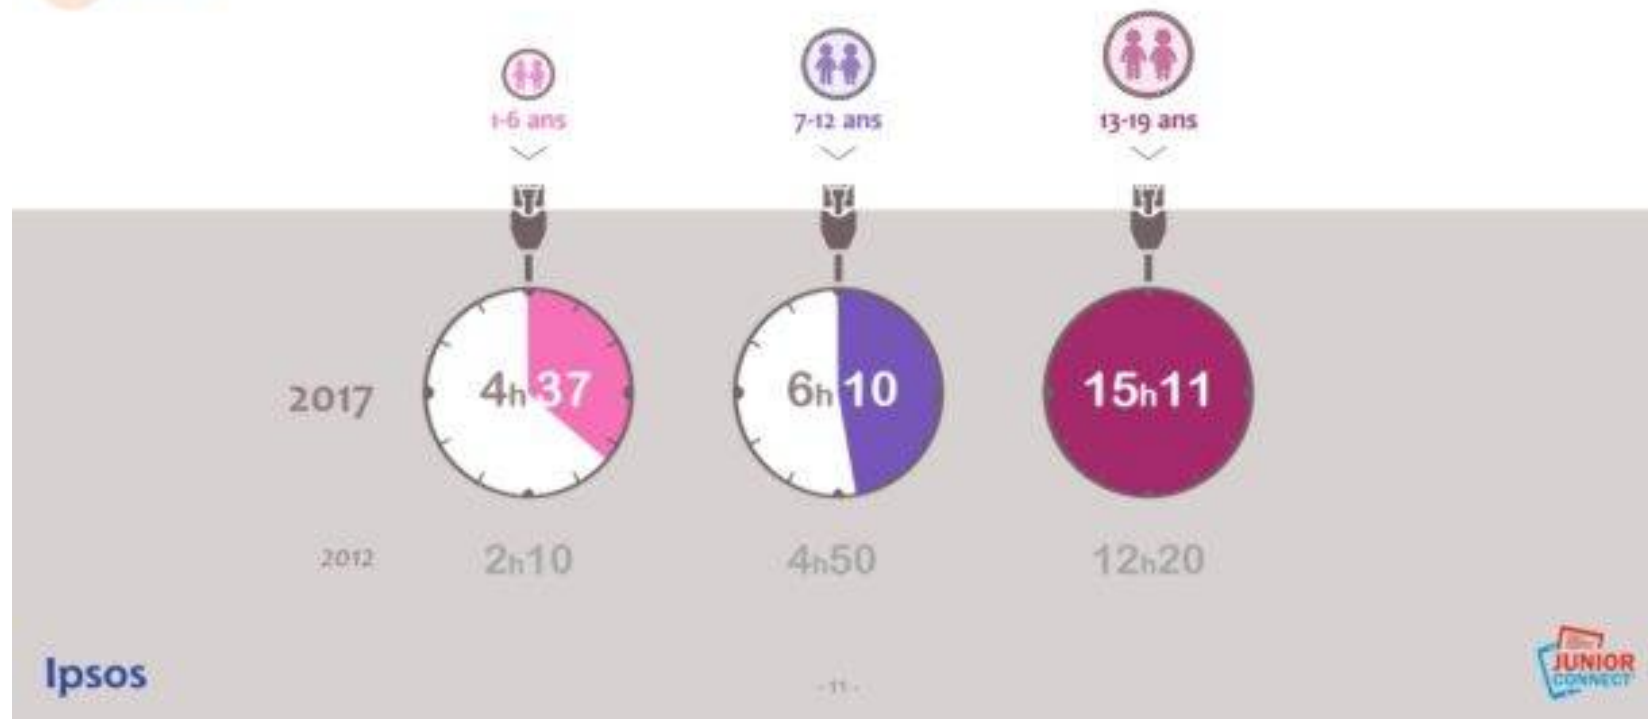 1-6 ans 7-12 ans 13-19 ans
2017 4h37 6h10 15h11
2012 2h10 4h50 12h20
Ipsos - 11 - JUNIOR
CONNECT'